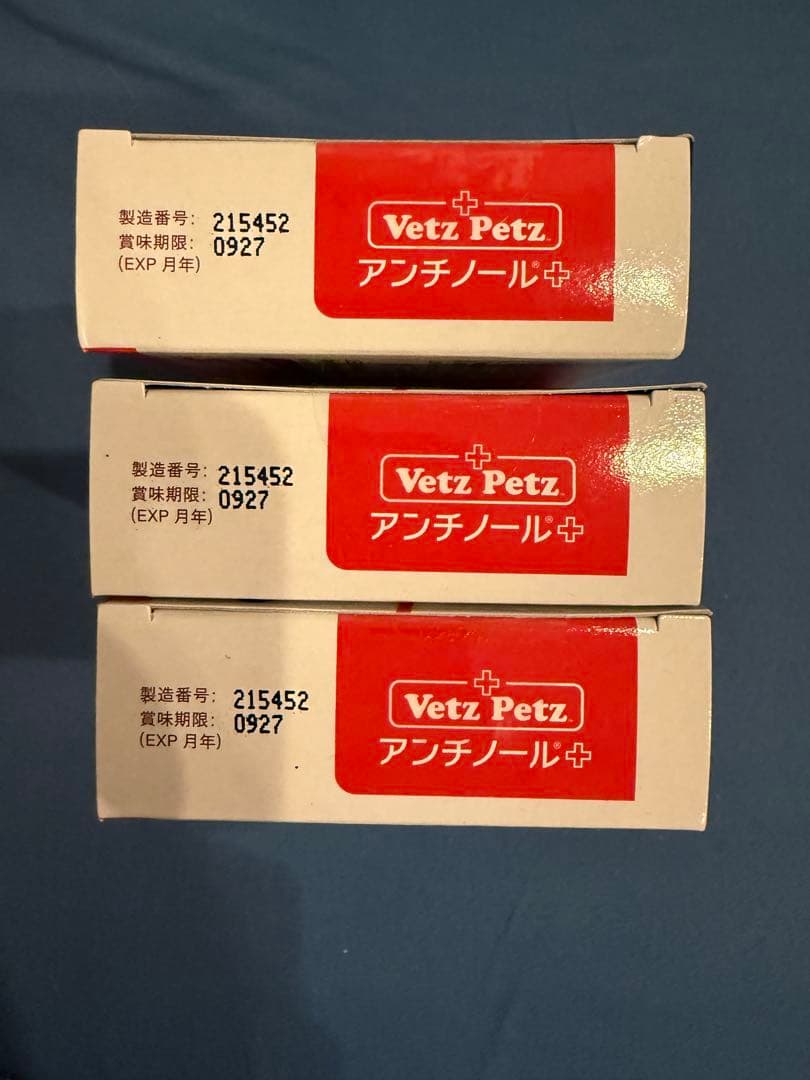 製造番号: 215452
賞味期限: 0927
(EXP 月年)
Vetz Petz
アンチノール®
製造番号: 215452
賞味期限: 0927
(EXP 月年)
Vetz Petz™
アンチノール®
製造番号: 215452
賞味期限: 0927
(EXP 月年)
Vetz Petz™
アンチノール®